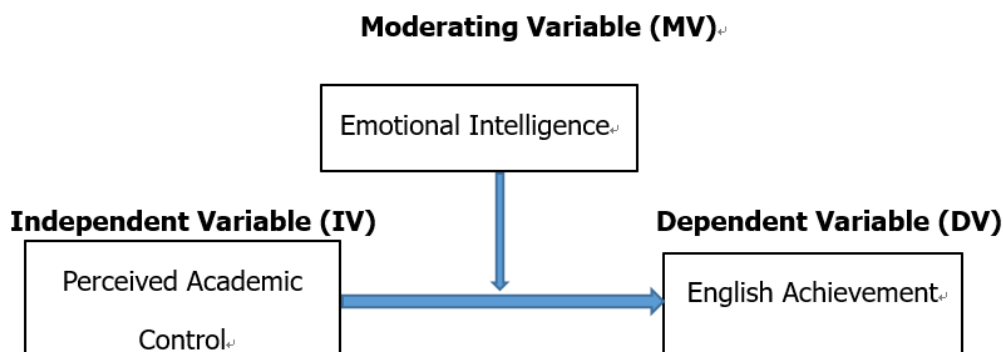 Moderating Variable (MV)
Emotional Intelligence
Independent Variable (IV)
Dependent Variable (DV)
Perceived Academic
Control
English Achievement